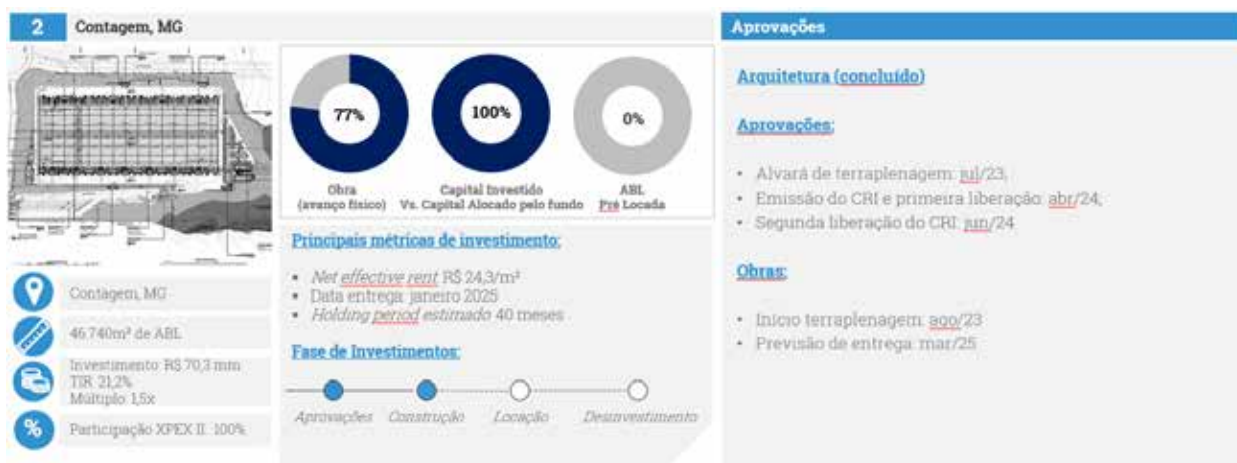 2 Contagem, MG
77%
100%
0%
Obra
(avanço físico)
Capital Investido
Vs. Capital Alocado pelo fundo
ABL
Pré Locada
Contagem, MG
46.740m² de ABL
Investimento: R$ 70,3 mm
TIR: 21,2%
Múltiplo: 1,5x
% Participação XPEX II: 100%
Principais métricas de investimento:
• Net effective rent R$ 24,3/m²
• Data entrega: janeiro 2025
• Holding period estimado 40 meses
Fase de Investimentos:
Aprovações Construção Locação Desinvestimento
Aprovações
Arquitetura (concluído)
Aprovações:
• Alvará de terraplenagem: jul/23;
• Emissão do CRI e primeira liberação: abr/24;
• Segunda liberação do CRI: jun/24
Obras:
• Início terraplenagem: ago/23
• Previsão de entrega: mar/25